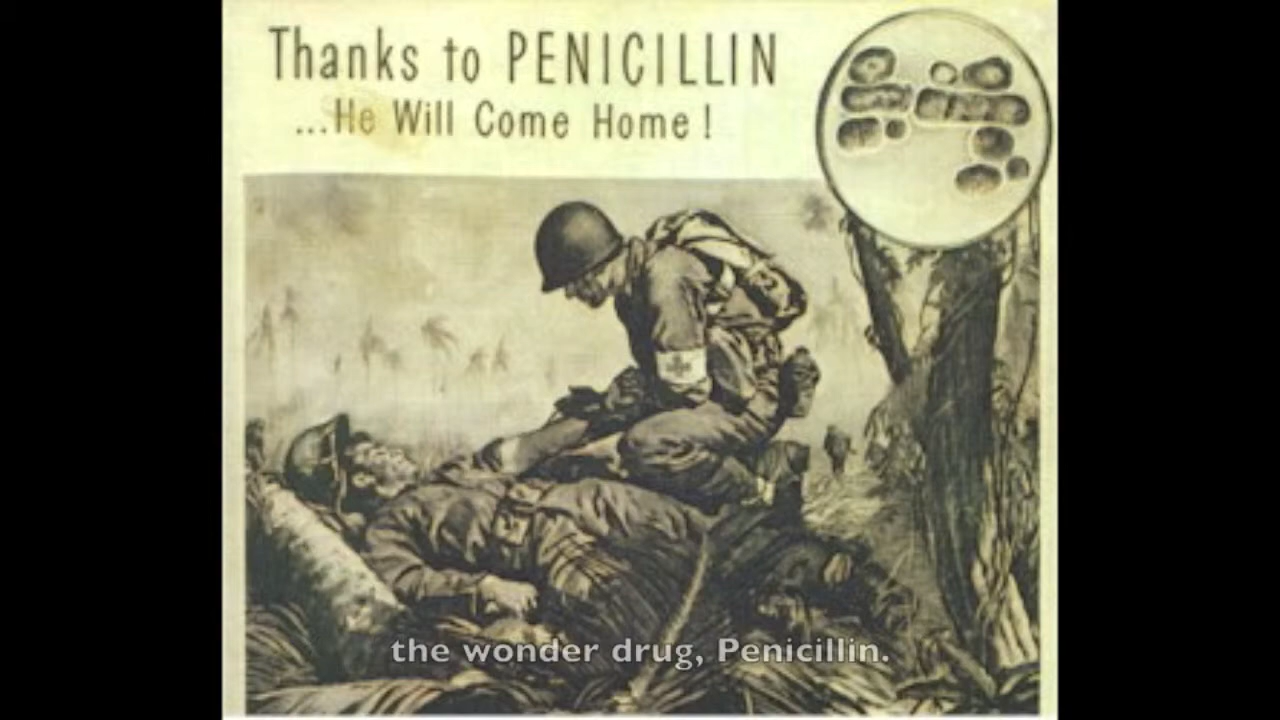 Thanks to PENICILLIN
...He Will Come Home!
the wonder drug, Penicillin.